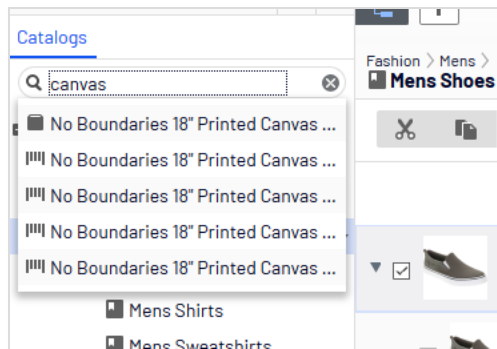 Catalogs
canvas
No Boundaries 18" Printed Canvas ...
No Boundaries 18" Printed Canvas ...
No Boundaries 18" Printed Canvas ...
No Boundaries 18" Printed Canvas ...
No Boundaries 18" Printed Canvas ...
Mens Shirts
Mens Sweatshirts
Fashion > Mens >
Mens Shoes